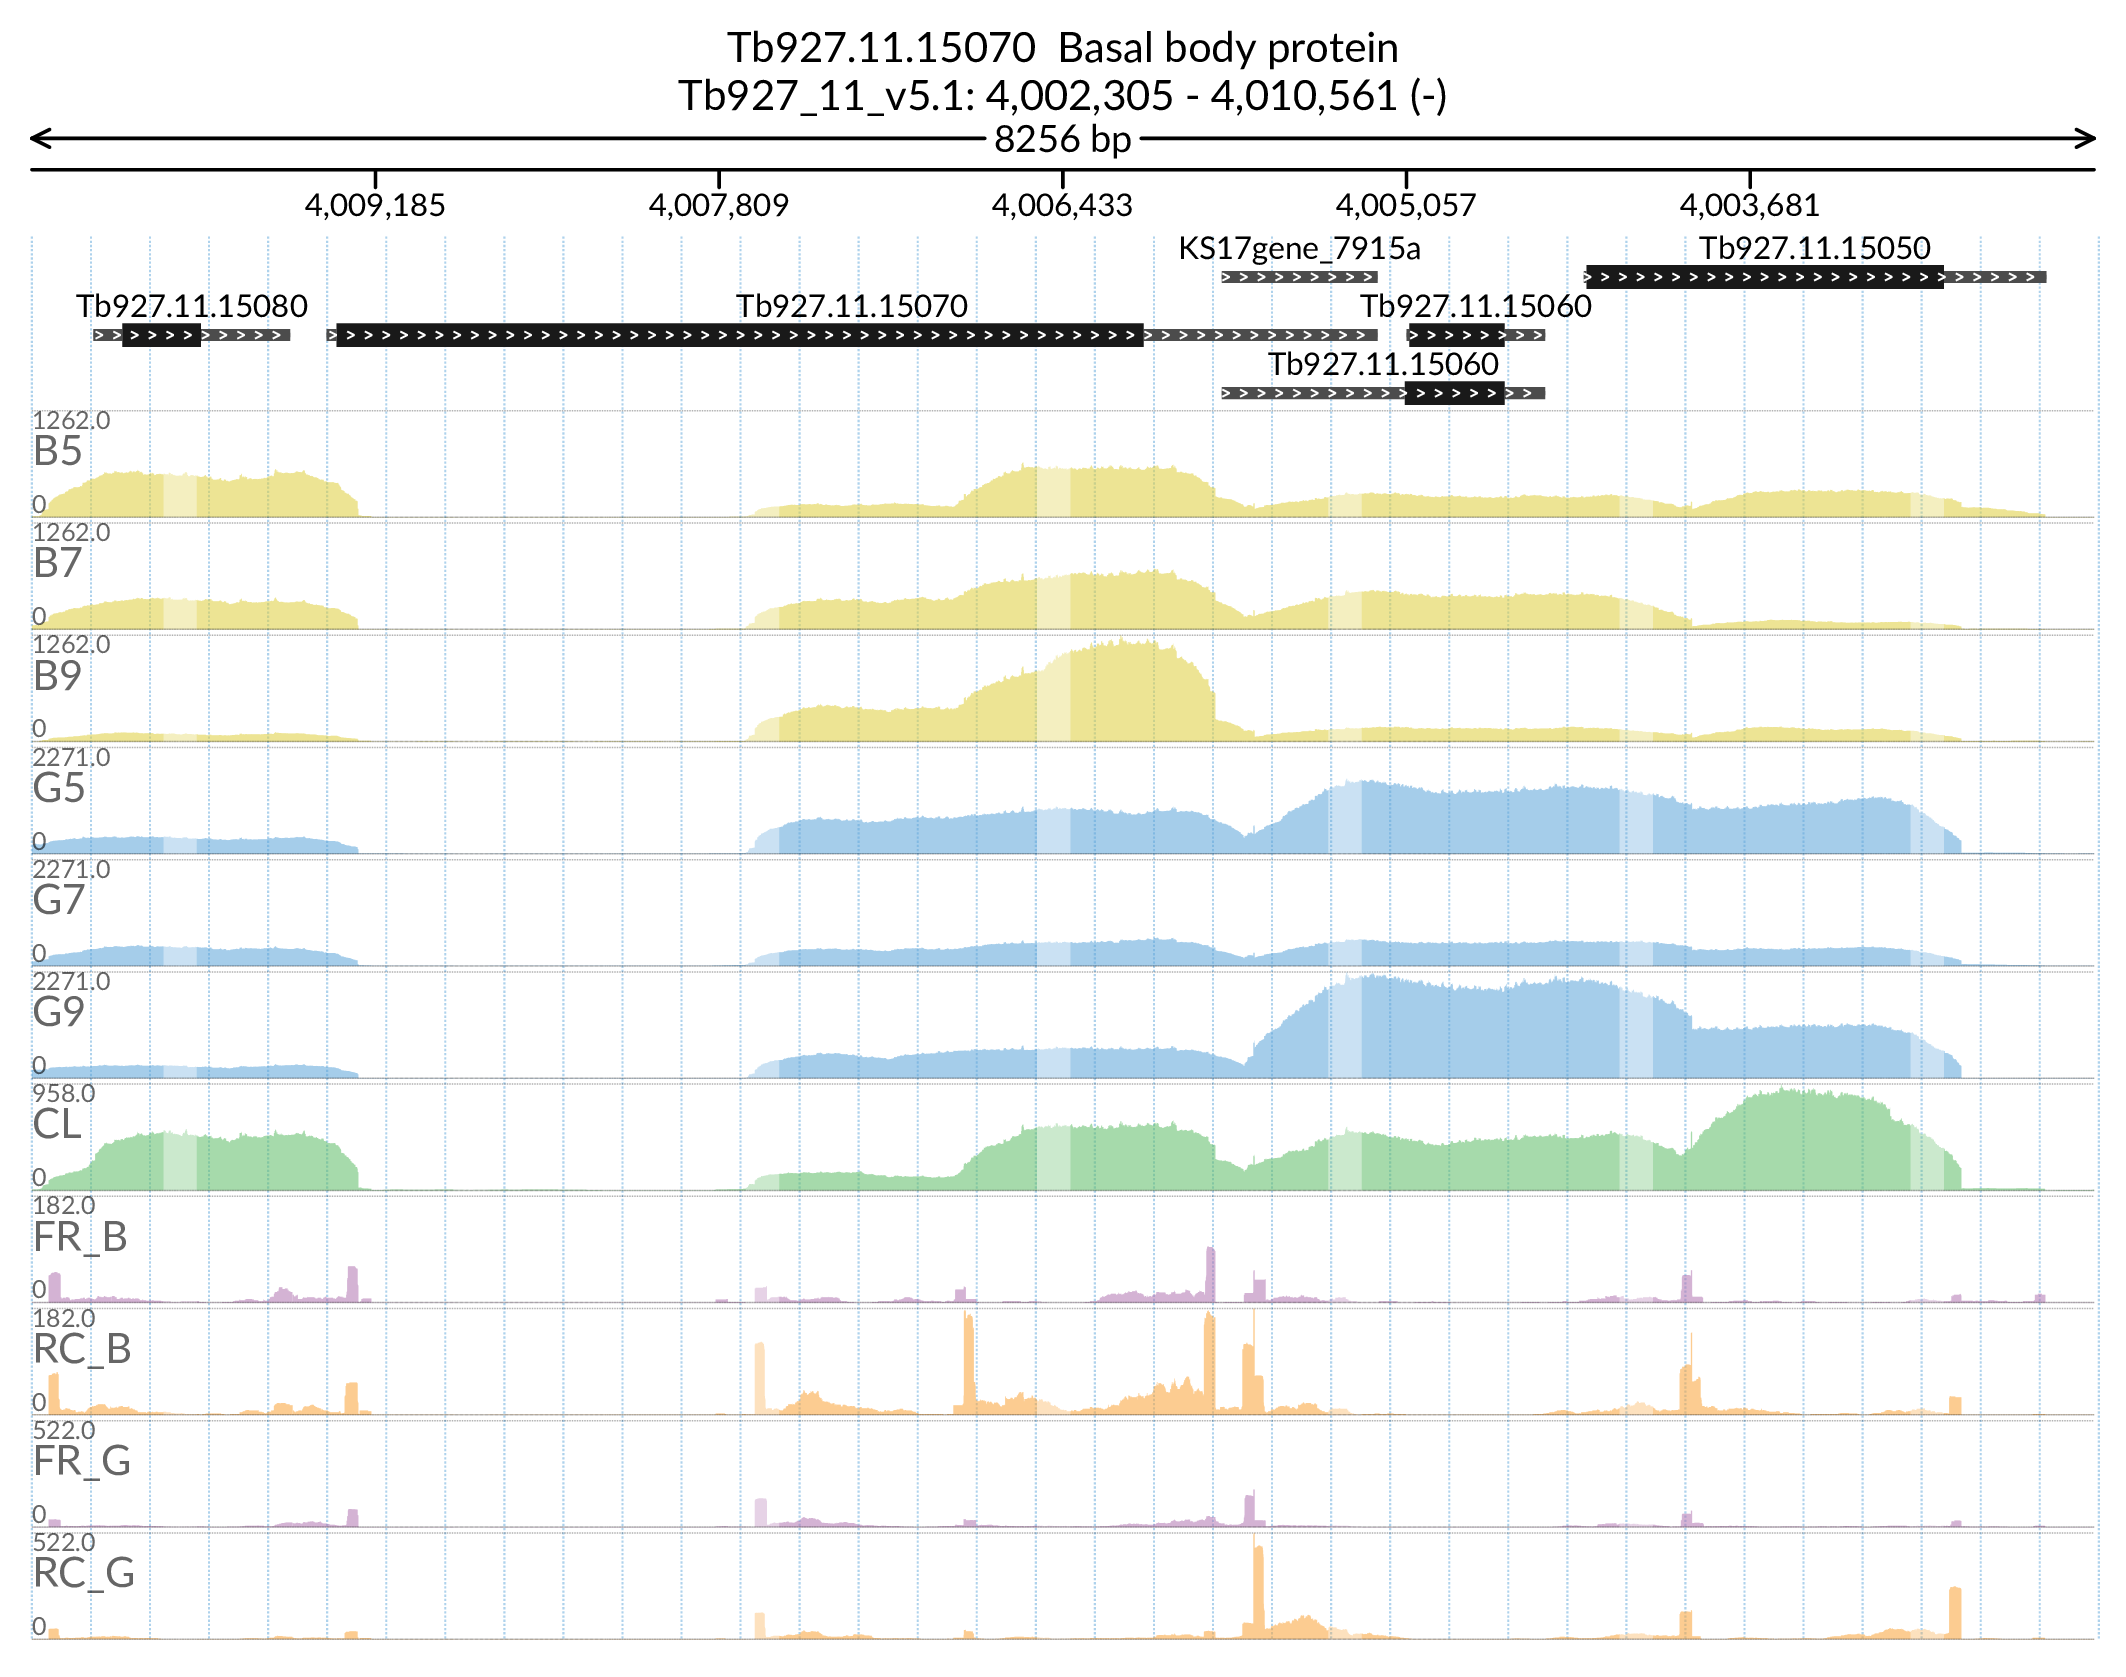 Tb927.11.15070  Basal body protein
Tb927_11_v5.1: 4,002,305 - 4,010,561 (-)
8256 bp
4,009,185 4,007,809 4,006,433 4,005,057 4,003,681
KS17gene_7915a Tb927.11.15050
Tb927.11.15080 Tb927.11.15070 Tb927.11.15060
Tb927.11.15060
1262.0
B5
0
1262.0
B7
0
1262.0
B9
0
2271.0
G5
0
2271.0
G7
0
2271.0
G9
0
958.0
CL
0
182.0
FR_B
0
182.0
RC_B
0
522.0
FR_G
0
522.0
RC_G
0